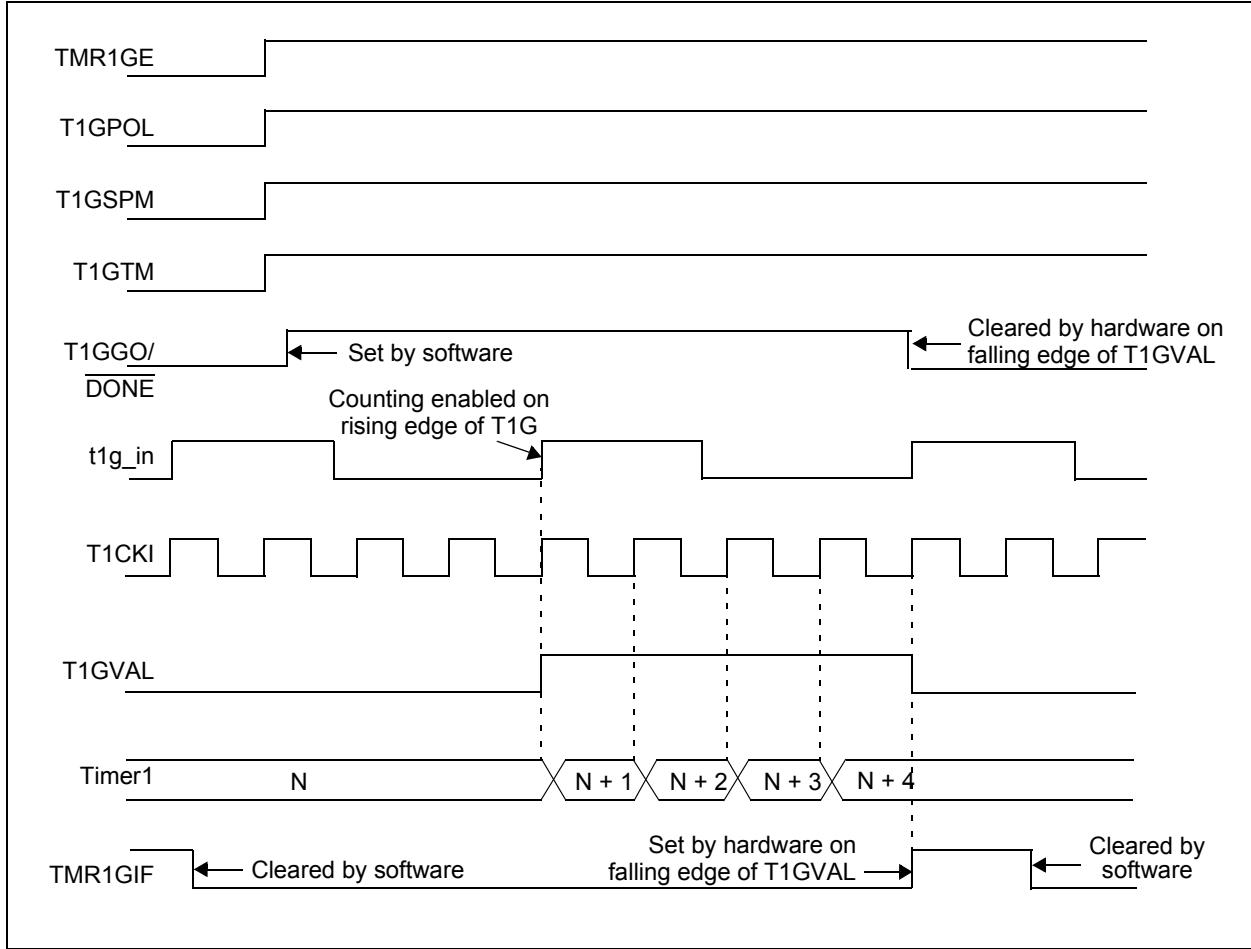 TMR1GE
T1GPOL
T1GSPM
T1GTM
T1GGO/
DONE
Set by software
Cleared by hardware on
falling edge of T1GVAL
Counting enabled on
rising edge of T1G
t1g_in
T1CKI
T1GVAL
Timer1
N
N + 1
N + 2
N + 3
N + 4
TMR1GIF
Cleared by software
Set by hardware on
falling edge of T1GVAL
Cleared by
software